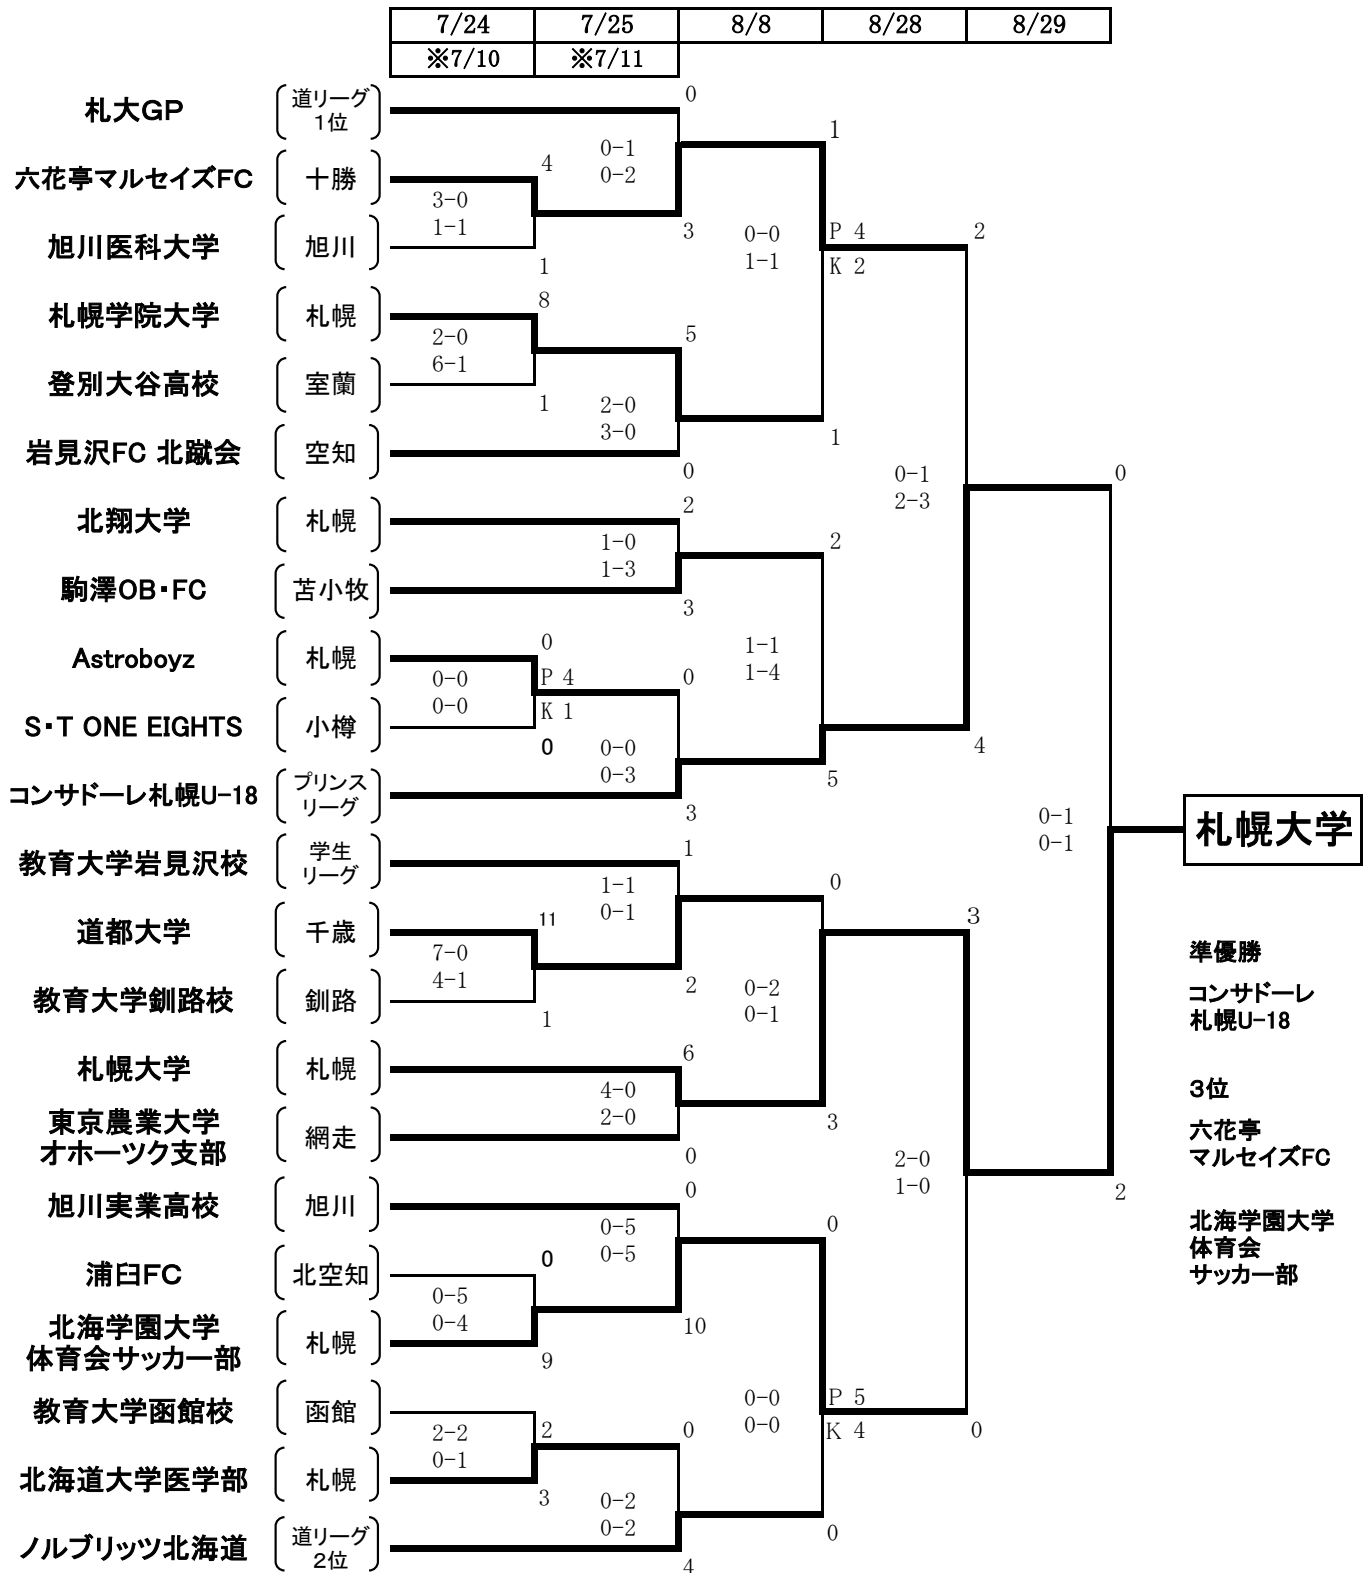 7/24 7/25 8/8 8/28 8/29
※7/10 ※7/11
札大GP
道リーグ
1位
0
1
0-1
0-2
六花亭マルセイズFC
十勝
4
3-0
1-1
旭川医科大学
旭川
1
3
0-0
1-1
P 4
K 2
2
札幌学院大学
札幌
8
2-0
6-1
5
登別大谷高校
室蘭
1
2-0
3-0
岩見沢FC 北蹴会
空知
0
1
0-1
2-3
0
北翔大学
札幌
2
1-0
1-3
2
駒澤OB・FC
苫小牧
3
1-1
1-4
Astroboyz
札幌
0
P 4
K 1
0-0
0-0
0
S・T ONE EIGHTS
小樽
0
0-0
0-3
4
コンサドーレ札幌U-18
プリンス
リーグ
3
5
0-1
0-1
札幌大学
教育大学岩見沢校
学生
リーグ
1
1-1
0-1
0
道都大学
千歳
11
7-0
4-1
3
教育大学釧路校
釧路
1
2
0-2
0-1
準優勝
コンサドーレ
札幌U-18
札幌大学
札幌
6
4-0
2-0
3位
六花亭
マルセイズFC
東京農業大学
オホーツク支部
網走
0
3
2-0
1-0
2
旭川実業高校
旭川
0
0-5
0-5
0
北海学園大学
体育会
サッカー部
浦臼FC
北空知
0
0-5
0-4
北海学園大学
体育会サッカー部
札幌
9
10
0-0
0-0
P 5
K 4
0
教育大学函館校
函館
2
2-2
0-1
0
北海道大学医学部
札幌
3
0-2
0-2
ノルブリッツ北海道
道リーグ
2位
4
0